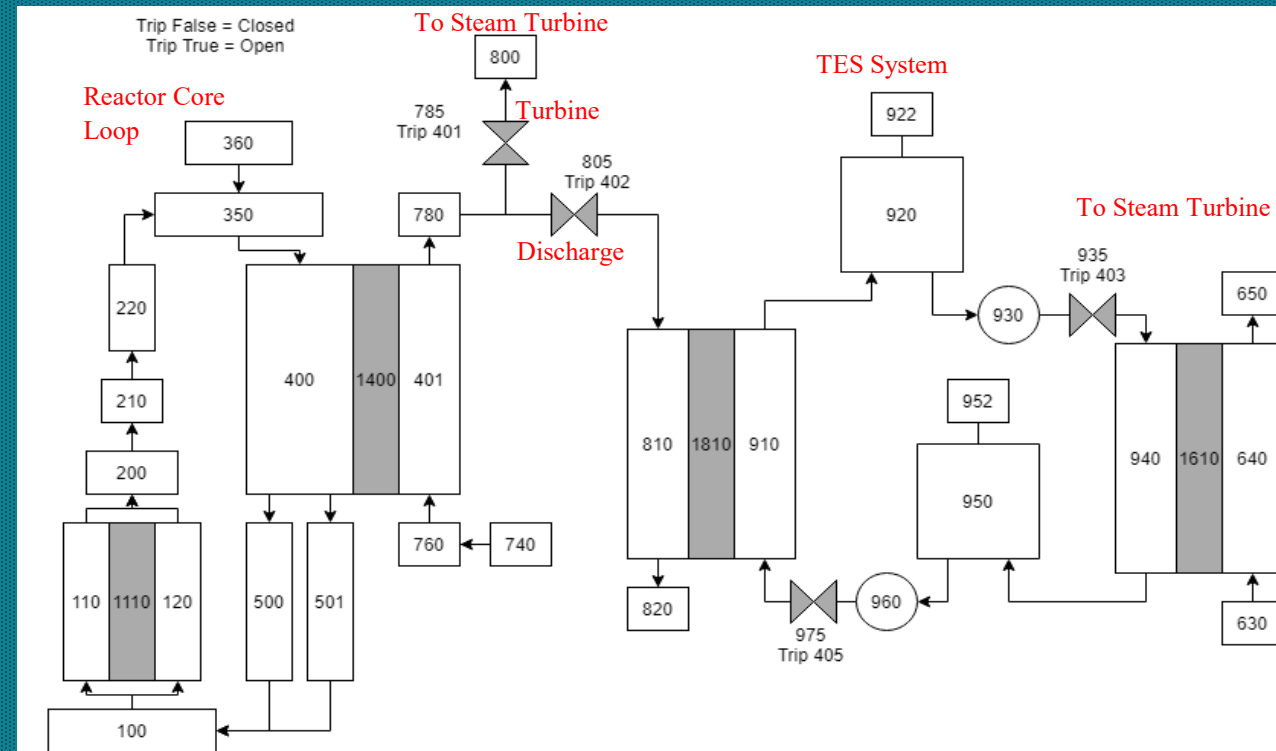 Trip False = Closed
Trip True = Open
To Steam Turbine
800
TES System
Reactor Core
Loop
785
Trip 401
Turbine
922
360
805
Trip 402
350
780
920
To Steam Turbine
Discharge
935
Trip 403
220
930
650
400
1400
401
210
952
200
810
1810
910
940
1610
640
950
760
740
110
1110
120
500
501
820
960
630
975
Trip 405
100